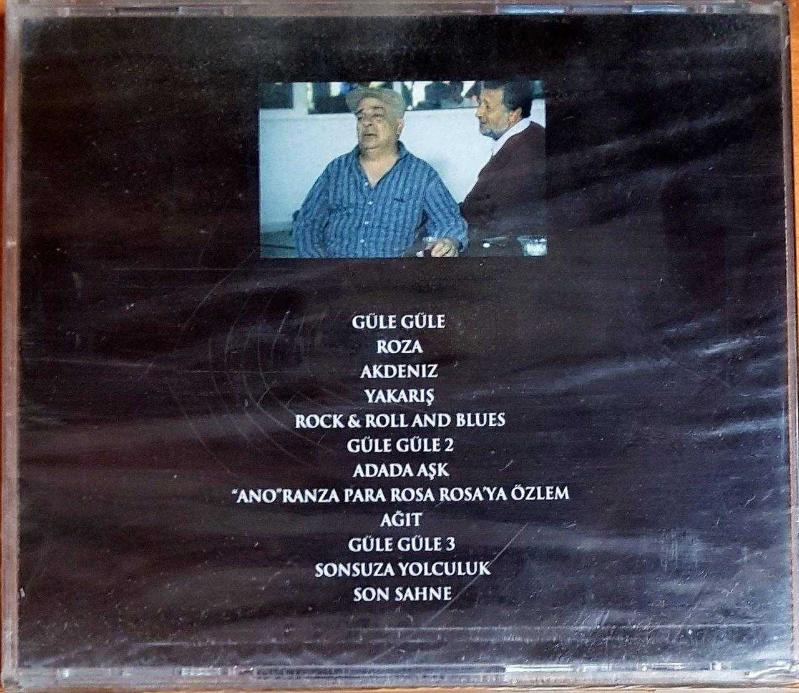 GÜLE GÜLE
ROZA
AKDENIZ
YAKARIŞ
ROCK & ROLL AND BLUES
GÜLE GÜLE 2
ADADA AŞK
“ANO”RANZA PARA ROSA ROSA’YA ÖZLEM
AĞIT
GÜLE GÜLE 3
SONSUZA YOLCULUK
SON SAHNE